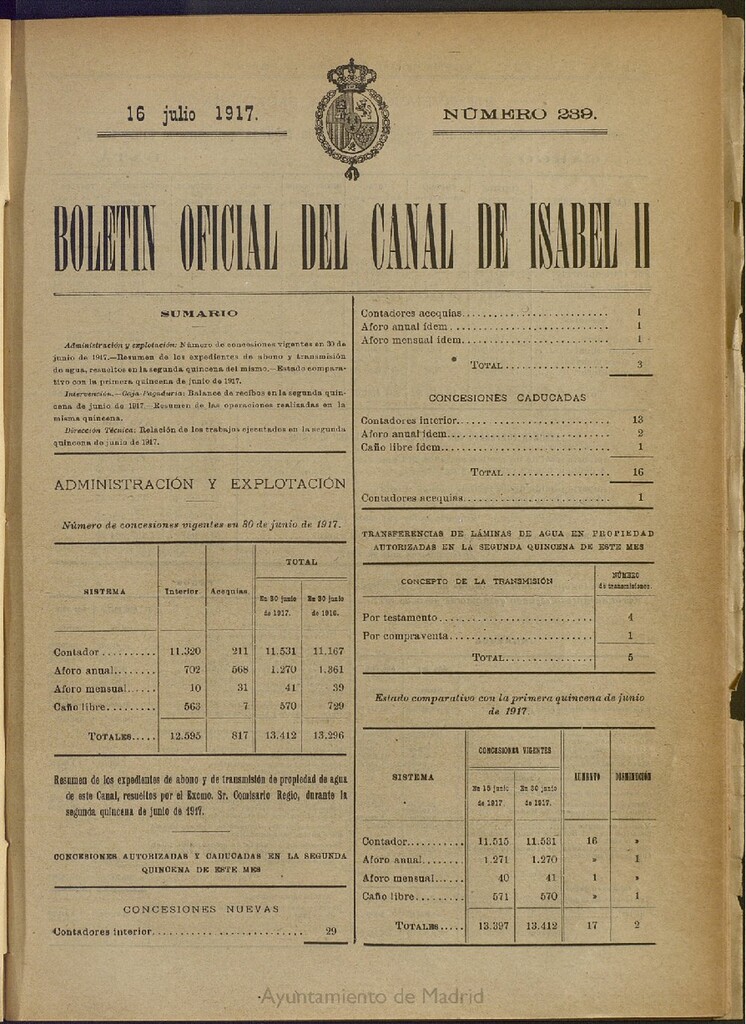 16 julio 1917.
NÚMERO 239.
BOLETIN OFICIAL DEL CANAL DE ISABEL II
SUMARIO
Administración y explotación: Número de concesiones vigentes en 30 de
junio de 1917.—Resumen de los expedientes de abono y transmisión
de agua, resueltos en la segunda quincena del mismo.—Estado compara-
tivo con la primera quincena de junio de 1917.
Intervención.—Caja-Pagaduría: Balance de recibos en la segunda quin-
cena de junio de 1917.—Resumen de las operaciones realizadas en la
misma quincena.
Dirección Técnica: Relación de los trabajos ejecutados en la segunda
quincena de junio de 1917.
ADMINISTRACIÓN Y EXPLOTACIÓN
Número de concesiones vigentes en 30 de junio de 1917.
TOTAL
SISTEMA Interior. Acequias. En 30 junio de 1917. En 30 junio de 1916.
Contador.......... 11.320 211 11.531 11.167
Aforo anual....... 702 568 1.270 1.361
Aforo mensual..... 10 31 41 39
Caño libre......... 563 7 570 729
TOTALES..... 12.595 817 13.412 13.296
Resumen de los expedientes de abono y de transmisión de propiedad de agua
de este Canal, resueltos por el Excmo. Sr. Comisario Regio, durante la
segunda quincena de junio de 1917.
CONCESIONES AUTORIZADAS Y CADUCADAS EN LA SEGUNDA
QUINCENA DE ESTE MES
CONCESIONES NUEVAS
Contadores interior............................ 29
Contadores acequias............................ 1
Aforo anual ídem............................ 1
Aforo mensual ídem............................ 1
TOTAL.................... 3
CONCESIONES CADUCADAS
Contadores interior............................ 13
Aforo anual ídem............................ 2
Caño libre ídem............................ 1
TOTAL.................... 16
Contadores acequias............................ 1
TRANSFERENCIAS DE LÁMINAS DE AGUA EN PROPIEDAD
AUTORIZADAS EN LA SEGUNDA QUINCENA DE ESTE MES
CONCEPTO DE LA TRANSMISIÓN NÚMERO de transmisiones.
Por testamento............................ 4
Por compraventa............................ 1
TOTAL................ 5
Estado comparativo con la primera quincena de junio
de 1917.
CONCESIONES VIGENTES
SISTEMA En 15 junio de 1917. En 30 junio de 1917. AUMENTO DISMINUCIÓN
Contador.......... 11.515 11.531 16 »
Aforo anual........ 1.271 1.270 » 1
Aforo mensual...... 40 41 1 »
Caño libre......... 571 570 » 1
TOTALES..... 13.397 13.412 17 2
Ayuntamiento de Madrid